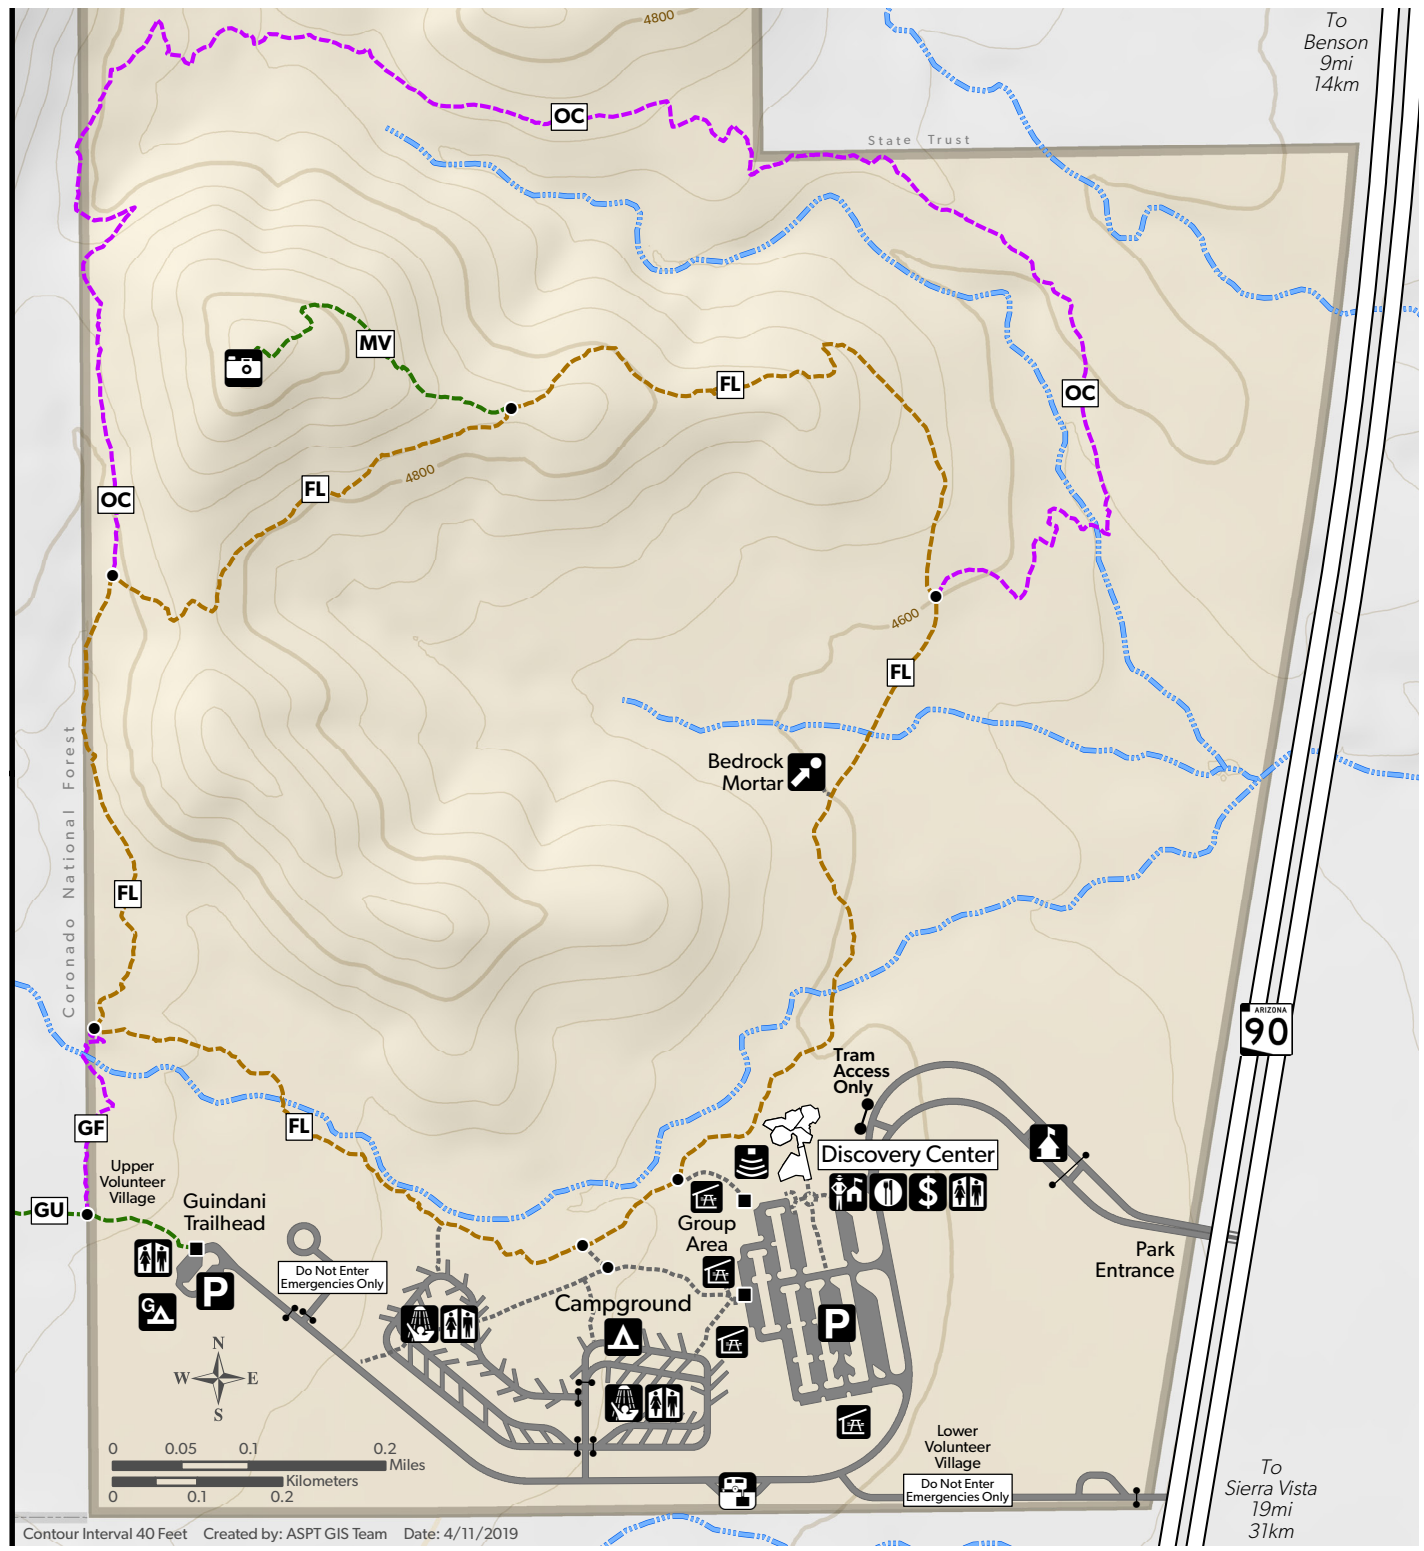 4800
To
Benson
9mi
14km
OC
State Trust
MV
FL
OC
4800
FL
OC
4600
FL
Coronado National Forest
Bedrock
Mortar
FL
ARIZONA
90
Tram
Access
Only
GF
FL
Discovery Center
$
Upper
Volunteer
Village
GU
Guindani
Trailhead
Group
Area
Park
Entrance
Do Not Enter
Emergencies Only
P
G
Campground
P
N
W E
S
0 0.05 0.1 0.2
Miles
Kilometers
0 0.1 0.2
Lower
Volunteer
Village
Do Not Enter
Emergencies Only
To
Sierra Vista
19mi
31km
Contour Interval 40 Feet Created by: ASPT GIS Team Date: 4/11/2019